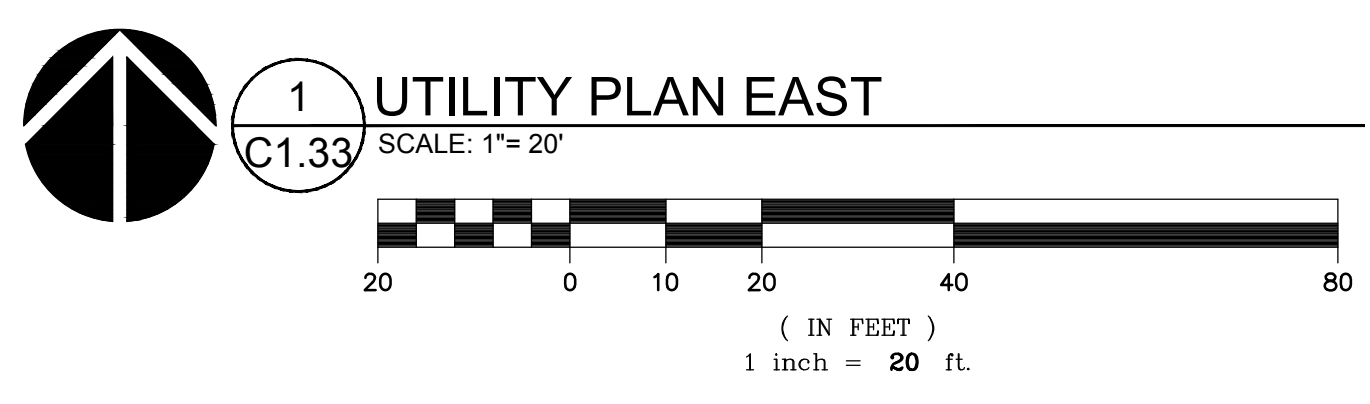 1
UTILITY PLAN EAST
C1.33
SCALE: 1"= 20'
20 0 10 20 40 80
( IN FEET )
1 inch = 20 ft.